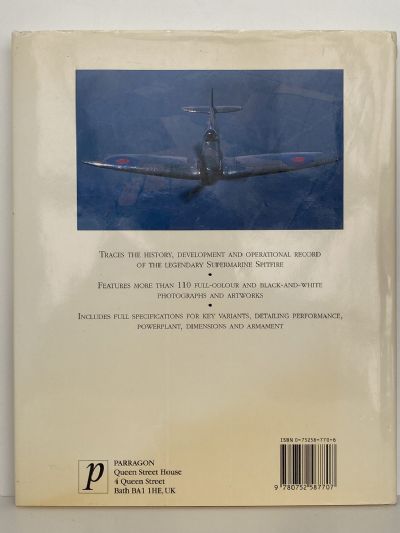 TRACES THE HISTORY, DEVELOPMENT AND OPERATIONAL RECORD
OF THE LEGENDARY SUPERMARINE SPITFIRE
•
FEATURES MORE THAN 110 FULL-COLOUR AND BLACK-AND-WHITE
PHOTOGRAPHS AND ARTWORKS
•
INCLUDES FULL SPECIFICATIONS FOR KEY VARIANTS, DETAILING PERFORMANCE,
POWERPLANT, DIMENSIONS AND ARMAMENT
P
PARRAGON
Queen Street House
4 Queen Street
Bath BA1 1HE, UK
ISBN 0-75258-770-6
9 780752 587707